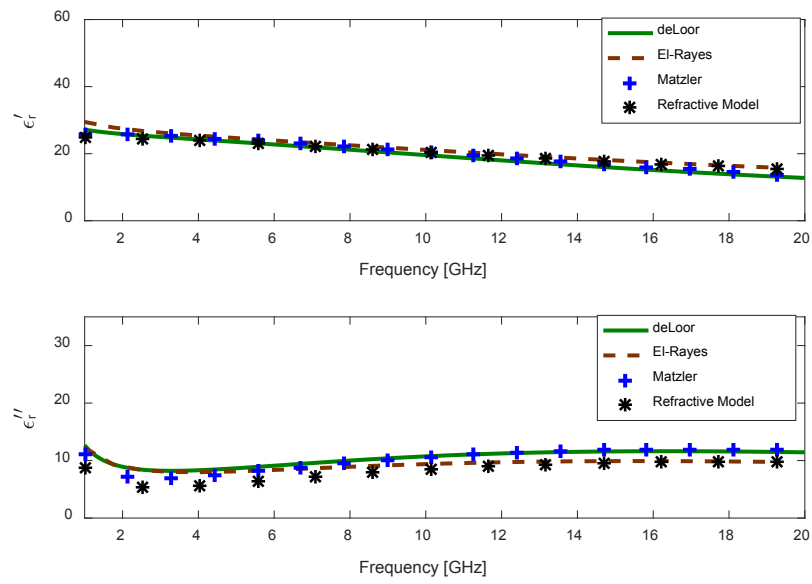 60
40
20
0
ϵr′
deLoor
El-Rayes
Matzler
Refractive Model
2 4 6 8 10 12 14 16 18 20
Frequency [GHz]
30
20
10
0
ϵr′′
deLoor
El-Rayes
Matzler
Refractive Model
2 4 6 8 10 12 14 16 18 20
Frequency [GHz]